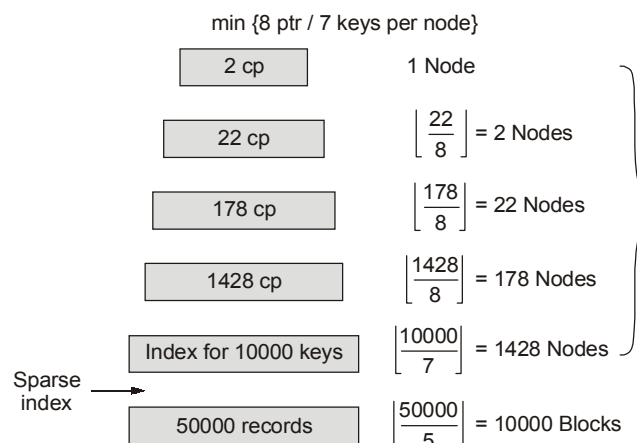 min {8 ptr / 7 keys per node}
2 cp 1 Node
22 cp ⌊22/8⌋ = 2 Nodes
178 cp ⌊178/8⌋ = 22 Nodes
1428 cp ⌊1428/8⌋ = 178 Nodes
Index for 10000 keys ⌊10000/7⌋ = 1428 Nodes
Sparse
index
50000 records |50000/5| = 10000 Blocks